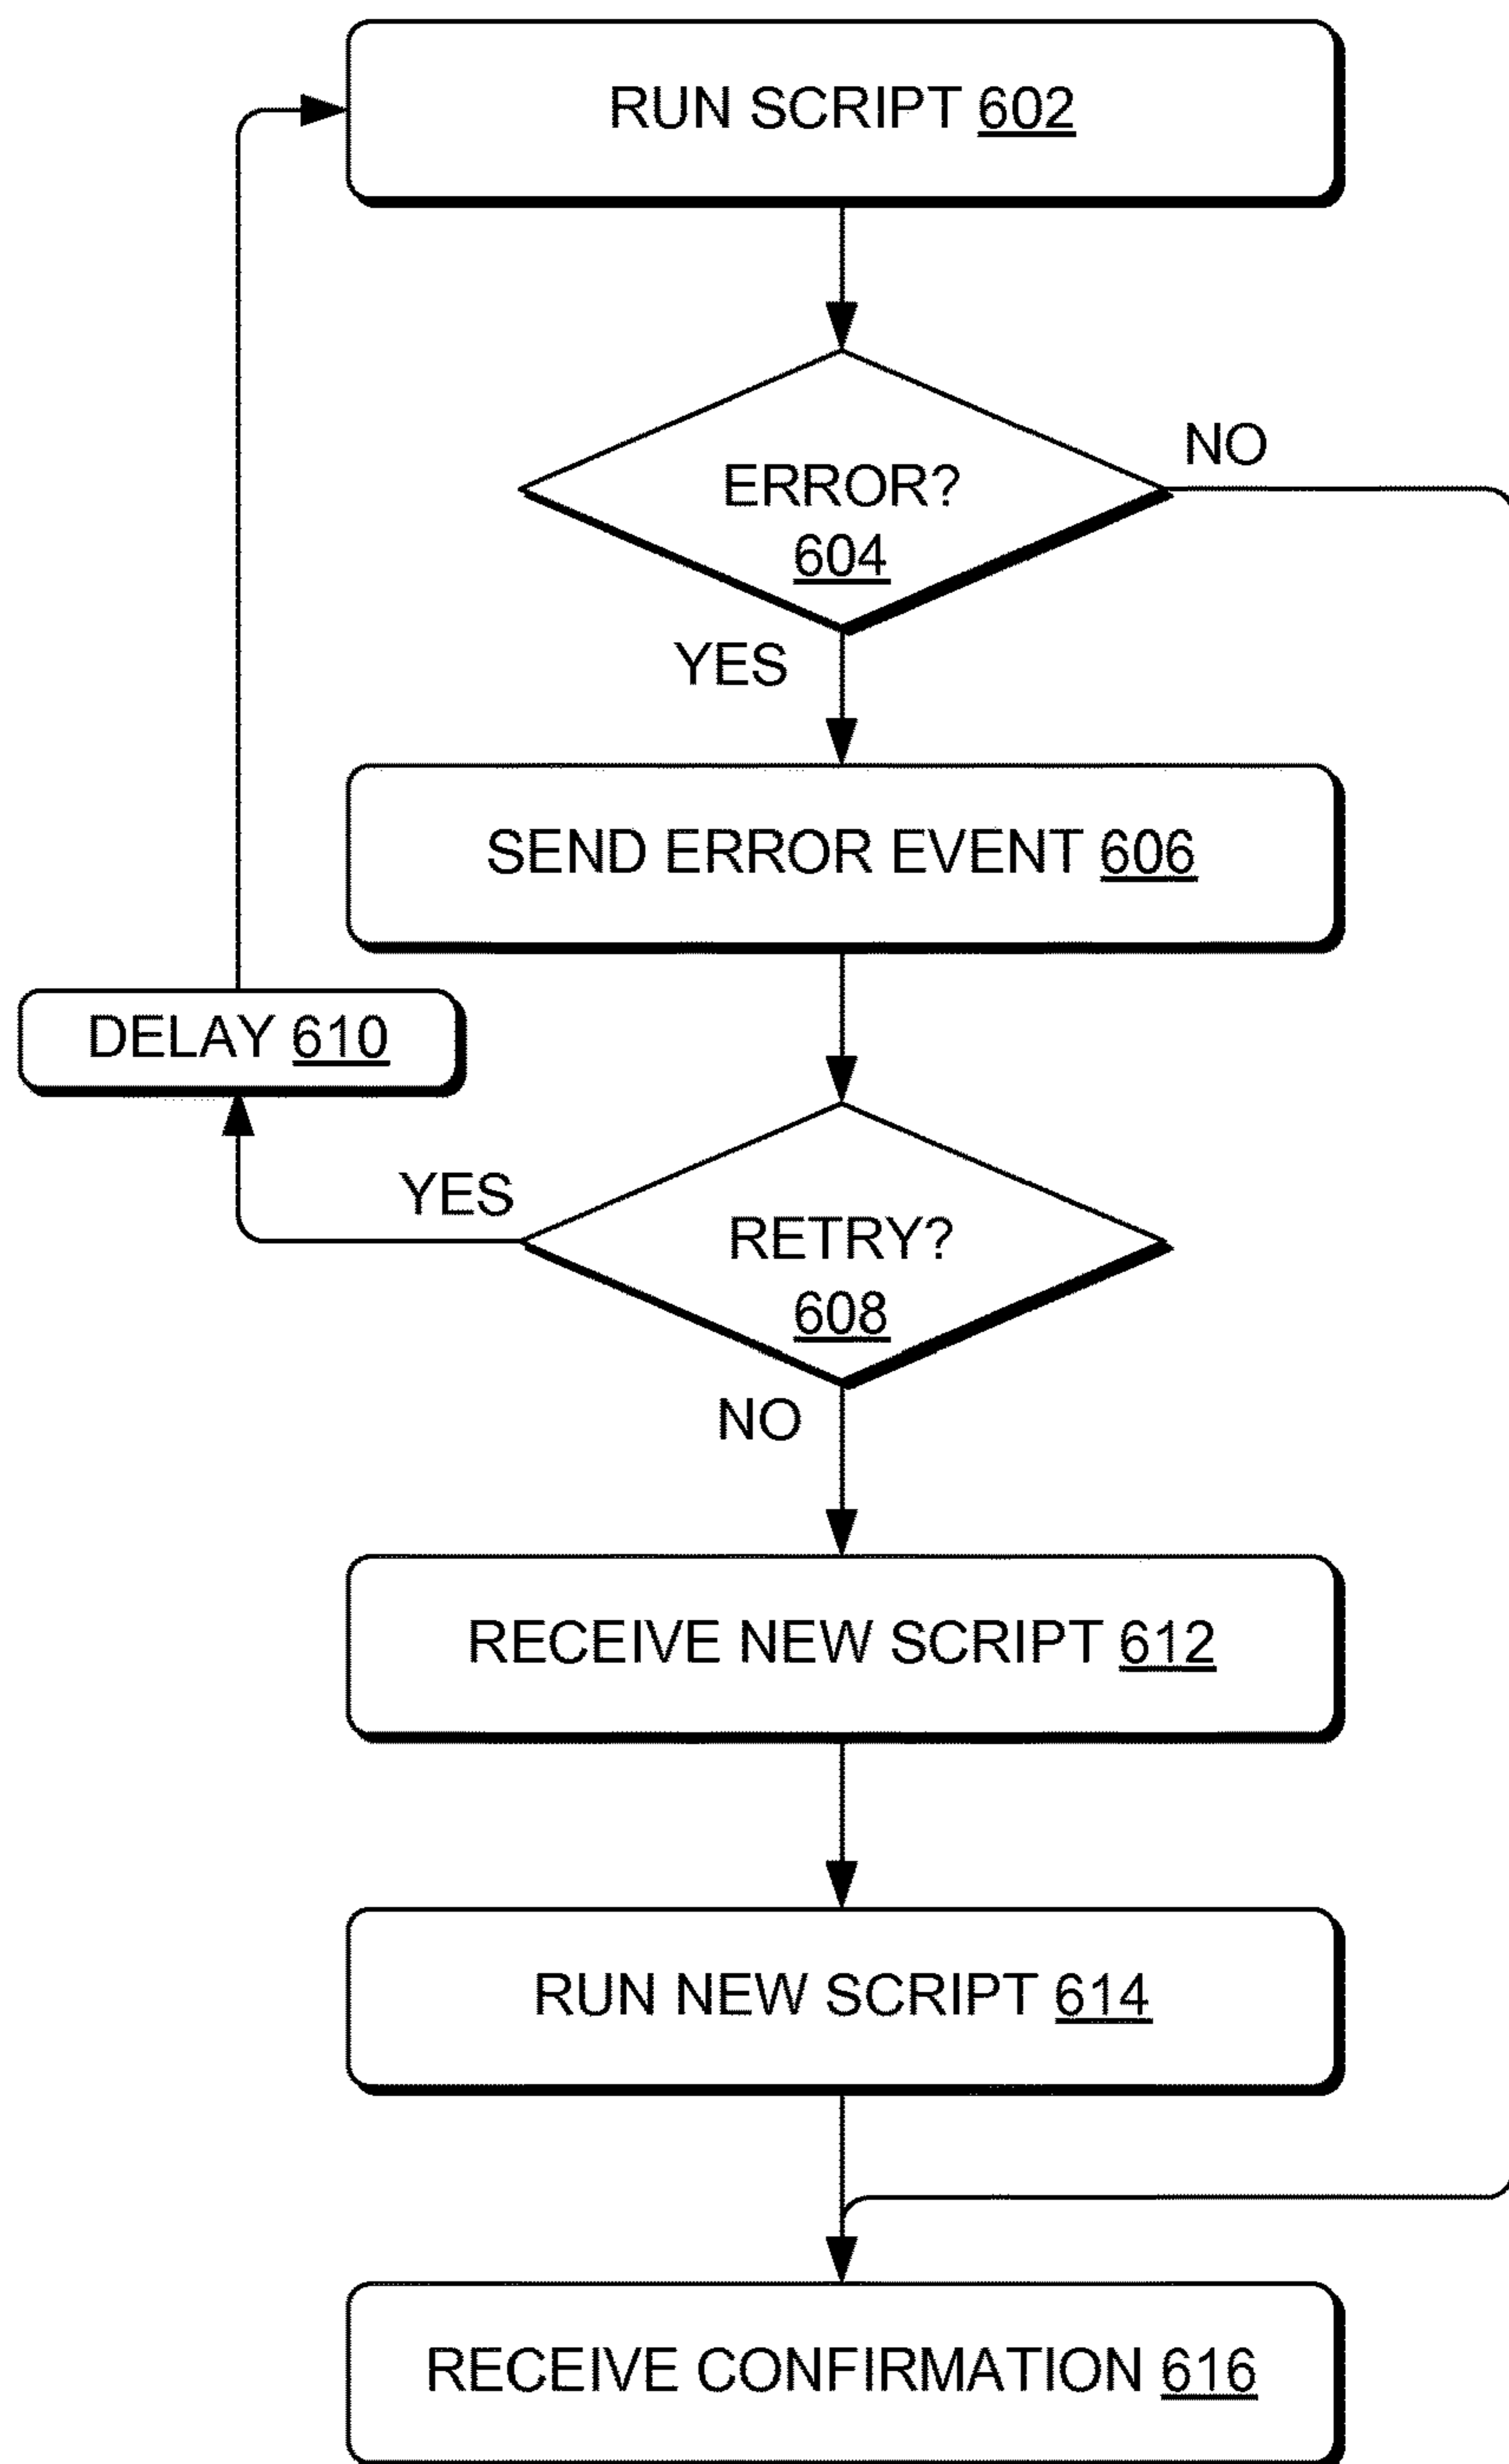 RUN SCRIPT 602
NO
ERROR?
604
YES
SEND ERROR EVENT 606
DELAY 610
YES
RETRY?
608
NO
RECEIVE NEW SCRIPT 612
RUN NEW SCRIPT 614
RECEIVE CONFIRMATION 616